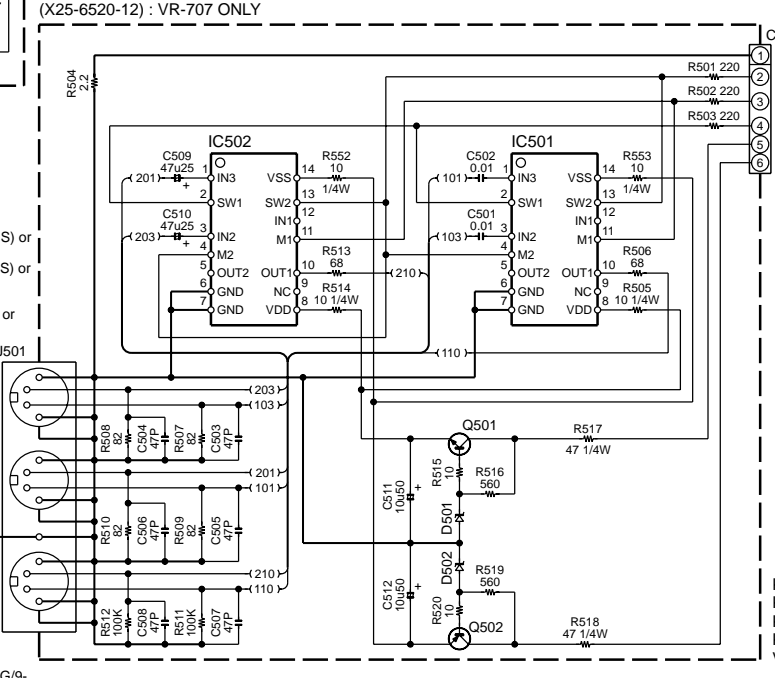 (X25-6520-12) : VR-707 ONLY
C
R504
2.2
R501 220
R502 220
R503 220
1
2
3
4
5
6
IC502
IC501
C509
47u25
+
C510
47u25
+
201
203
1 IN3
2 SW1
3 IN2
4 M2
5 OUT2
6 GND
7 GND
VSS 14
SW2 13
IN1 12
M1 11
OUT1 10
NC 9
VDD 8
R552
10
1/4W
R513
68
R514
10 1/4W
210
C502
0.01
C501
0.01
101
103
1 IN3
2 SW1
3 IN2
4 M2
5 OUT2
6 GND
7 GND
VSS 14
SW2 13
IN1 12
M1 11
OUT1 10
NC 9
VDD 8
R553
10
1/4W
R506
68
R505
10 1/4W
110
S) or
S) or
or
J501
203
103
R508
82
C504
47P
R507
82
C503
47P
201
101
R510
82
C506
47P
R509
82
C505
47P
210
110
R512
100K
C508
47P
R511
100K
C507
47P
Q501
R517
47 1/4W
R515
10
R516
560
C511
10u50
+
D501
D502
C512
10u50
+
R519
560
R520
10
Q502
R518
47 1/4W
G/9-